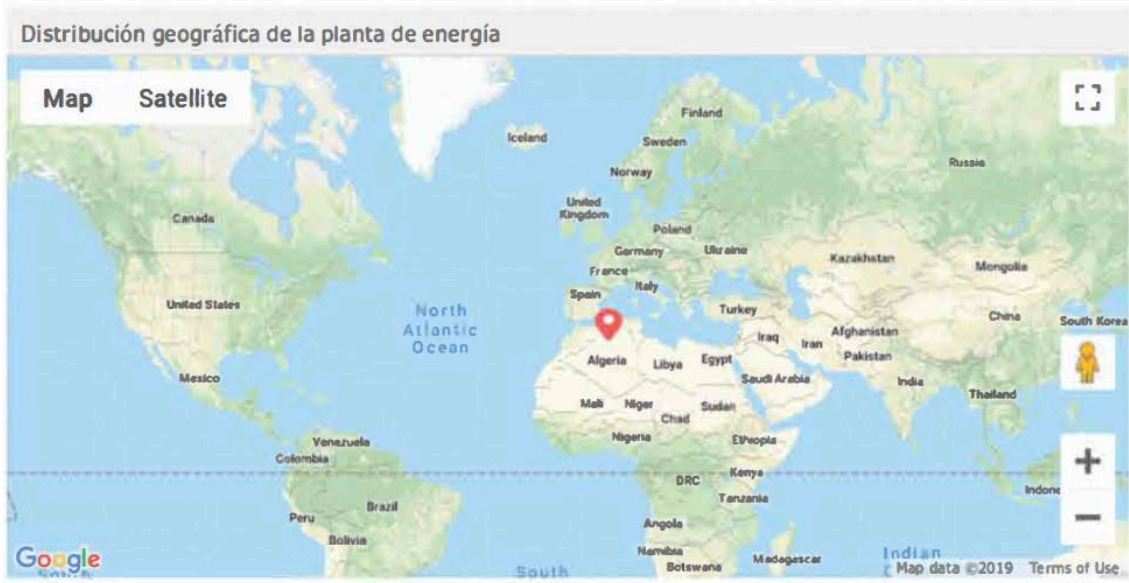 Distribución geográfica de la planta de energía
Map Satellite
Finland
Iceland
Sweden
Russia
Norway
United
Kingdom
Canada
Poland
Germany
Ukraine
Kazakhstan
Mongolia
France
Italy
Spain
United States
North
Atlantic
Ocean
Turkey
China
South Korea
Iraq
Iran
Afghanistan
Pakistan
Algeria
Libya
Egypt
Saudi Arabia
India
Thailand
Mexico
Mali
Niger
Chad
Sudan
Nigeria
Ethiopia
Venezuela
Colombia
DRC
Kenya
Tanzania
Indone
Brazil
Peru
Bolivia
Angola
Namibia
Botswana
Madagascar
Indian
Google
South
Map data ©2019 Terms of Use